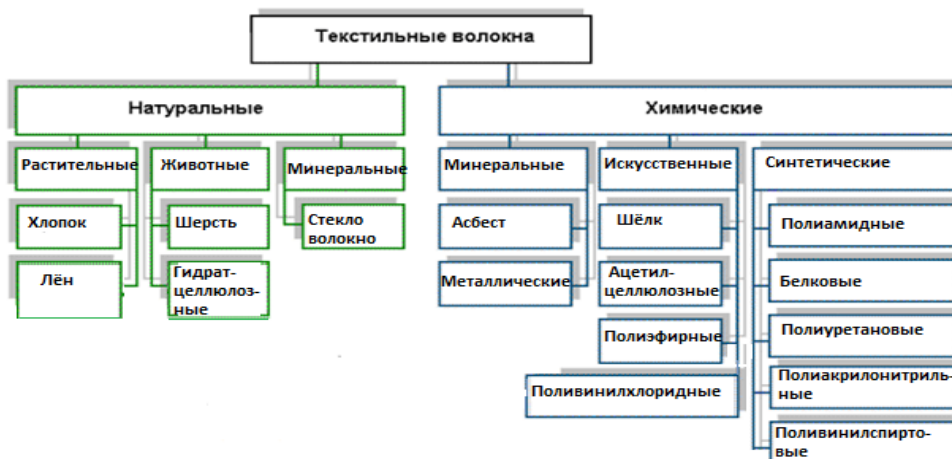 Текстильные волокна
Натуральные
Химические
Растительные
Животные
Минеральные
Минеральные
Искусственные
Синтетические
Хлопок
Шерсть
Стекло
волокно
Асбест
Шёлк
Полиамидные
Лён
Гидрат-
целлюлоз-
ные
Металлические
Ацетил-
целлюлозные
Белковые
Полиэфирные
Полиуретановые
Поливинилхлоридные
Полиакрилонитриль-
ные
Поливинилспирто-
вые